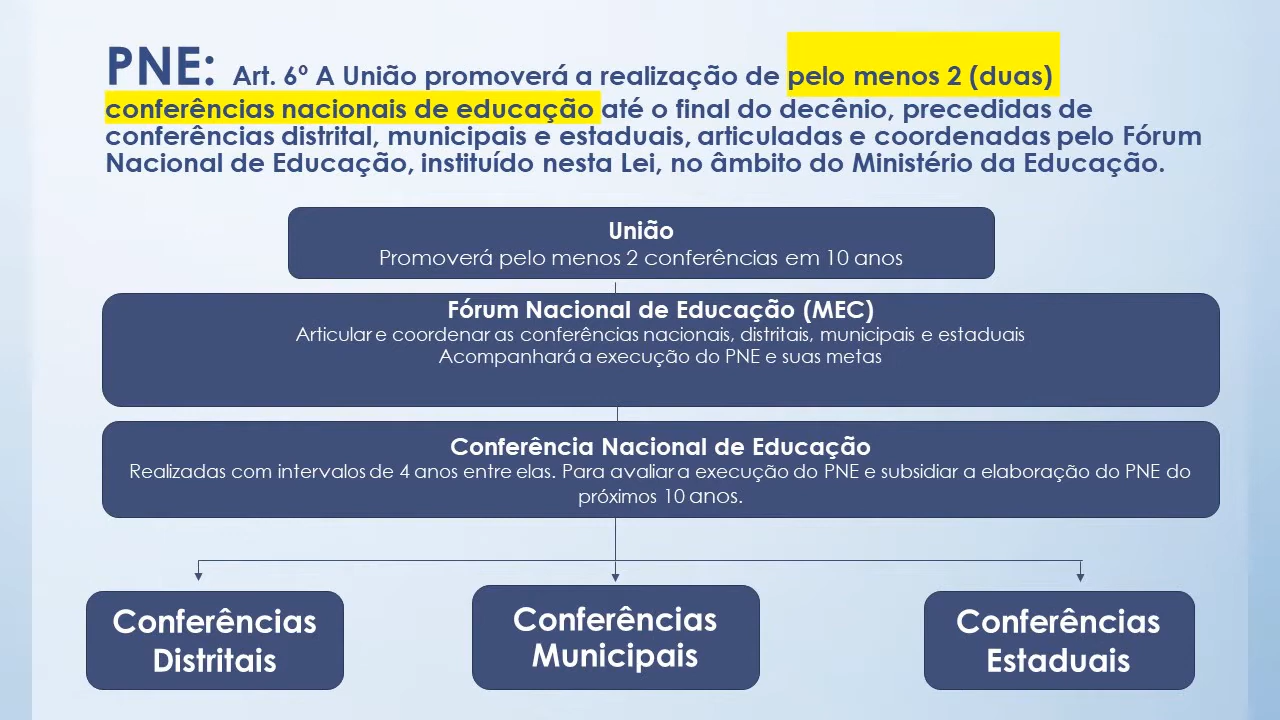 PNE: Art. 6º A União promoverá a realização de pelo menos 2 (duas)
conferências nacionais de educação até o final do decênio, precedidas de
conferências distrital, municipais e estaduais, articuladas e coordenadas pelo Fórum
Nacional de Educação, instituído nesta Lei, no âmbito do Ministério da Educação.
União
Promoverá pelo menos 2 conferências em 10 anos
Fórum Nacional de Educação (MEC)
Articular e coordenar as conferências nacionais, distritais, municipais e estaduais
Acompanhará a execução do PNE e suas metas
Conferência Nacional de Educação
Realizadas com intervalos de 4 anos entre elas. Para avaliar a execução do PNE e subsidiar a elaboração do PNE do
próximos 10 anos.
Conferências
Distritais
Conferências
Municipais
Conferências
Estaduais